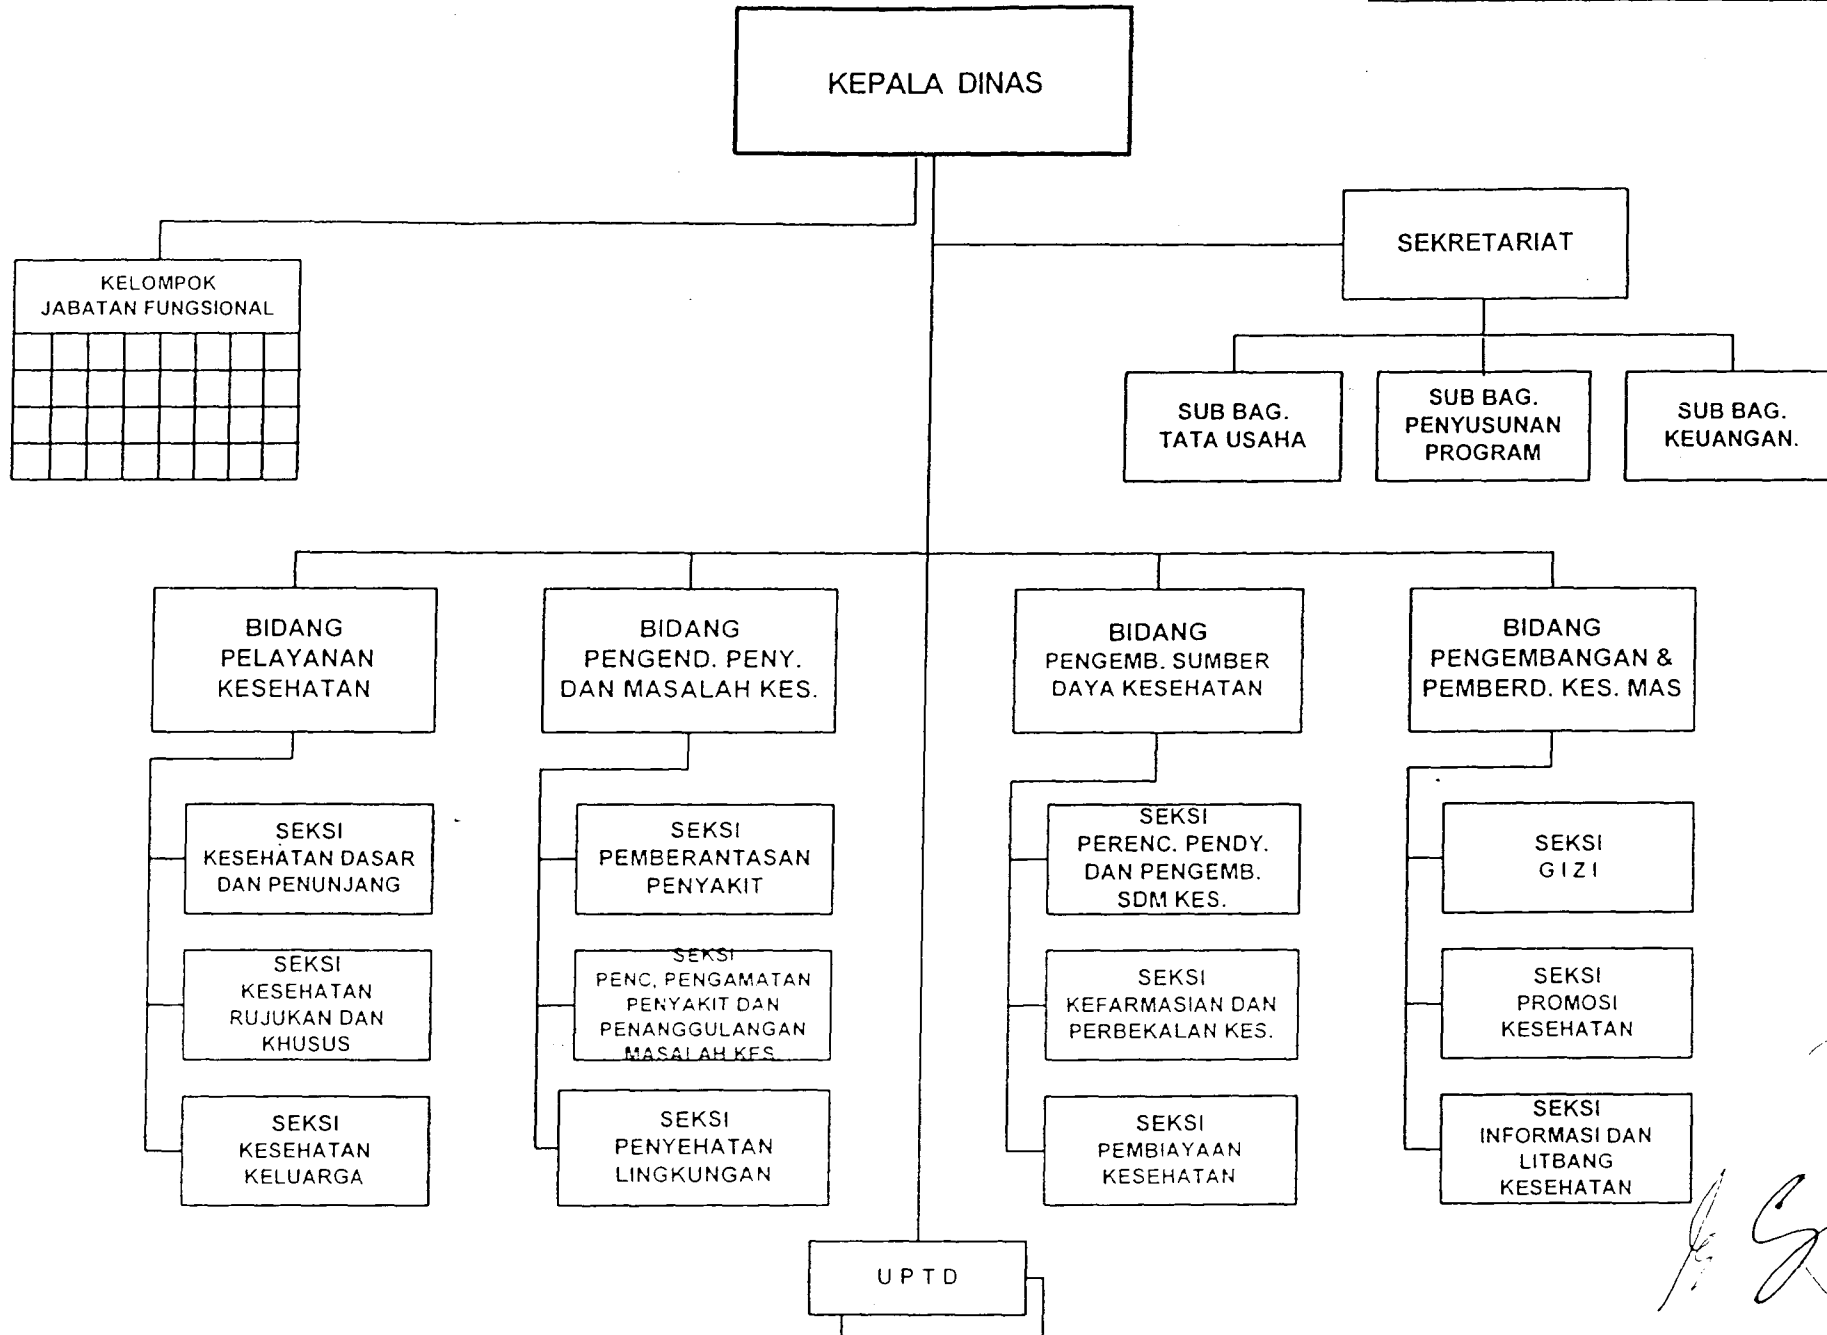 KEPALA DINAS
SEKRETARIAT
KELOMPOK
JABATAN FUNGSIONAL
SUB BAG.
TATA USAHA
SUB BAG.
PENYUSUNAN
PROGRAM
SUB BAG.
KEUANGAN.
BIDANG
PELAYANAN
KESEHATAN
BIDANG
PENGEND. PENY.
DAN MASALAH KES.
BIDANG
PENGEMB. SUMBER
DAYA KESEHATAN
BIDANG
PENGEMBANGAN &
PEMBERD. KES. MAS
SEKSI
KESEHATAN DASAR
DAN PENUNJANG
SEKSI
PEMBERANTASAN
PENYAKIT
SEKSI
PERENC. PENDY.
DAN PENGEMB.
SDM KES.
SEKSI
G I Z I
SEKSI
KESEHATAN
RUJUKAN DAN
KHUSUS
SEKSI
PENC, PENGAMATAN
PENYAKIT DAN
PENANGGULANGAN
MASALAH KES.
SEKSI
KEFARMASIAN DAN
PERBEKALAN KES.
SEKSI
PROMOSI
KESEHATAN
SEKSI
KESEHATAN
KELUARGA
SEKSI
PENYEHATAN
LINGKUNGAN
SEKSI
PEMBIAYAAN
KESEHATAN
SEKSI
INFORMASI DAN
LITBANG
KESEHATAN
U P T D